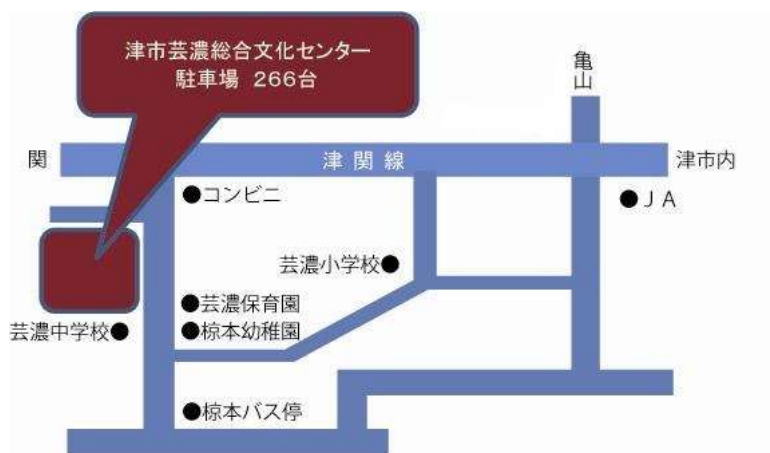 津市芸濃総合文化センター
駐車場 266台
亀山
関
津関線
津市内
●コンビニ
●JA
芸濃小学校●
●芸濃保育園
芸濃中学校●
●椋本幼稚園
●椋本バス停